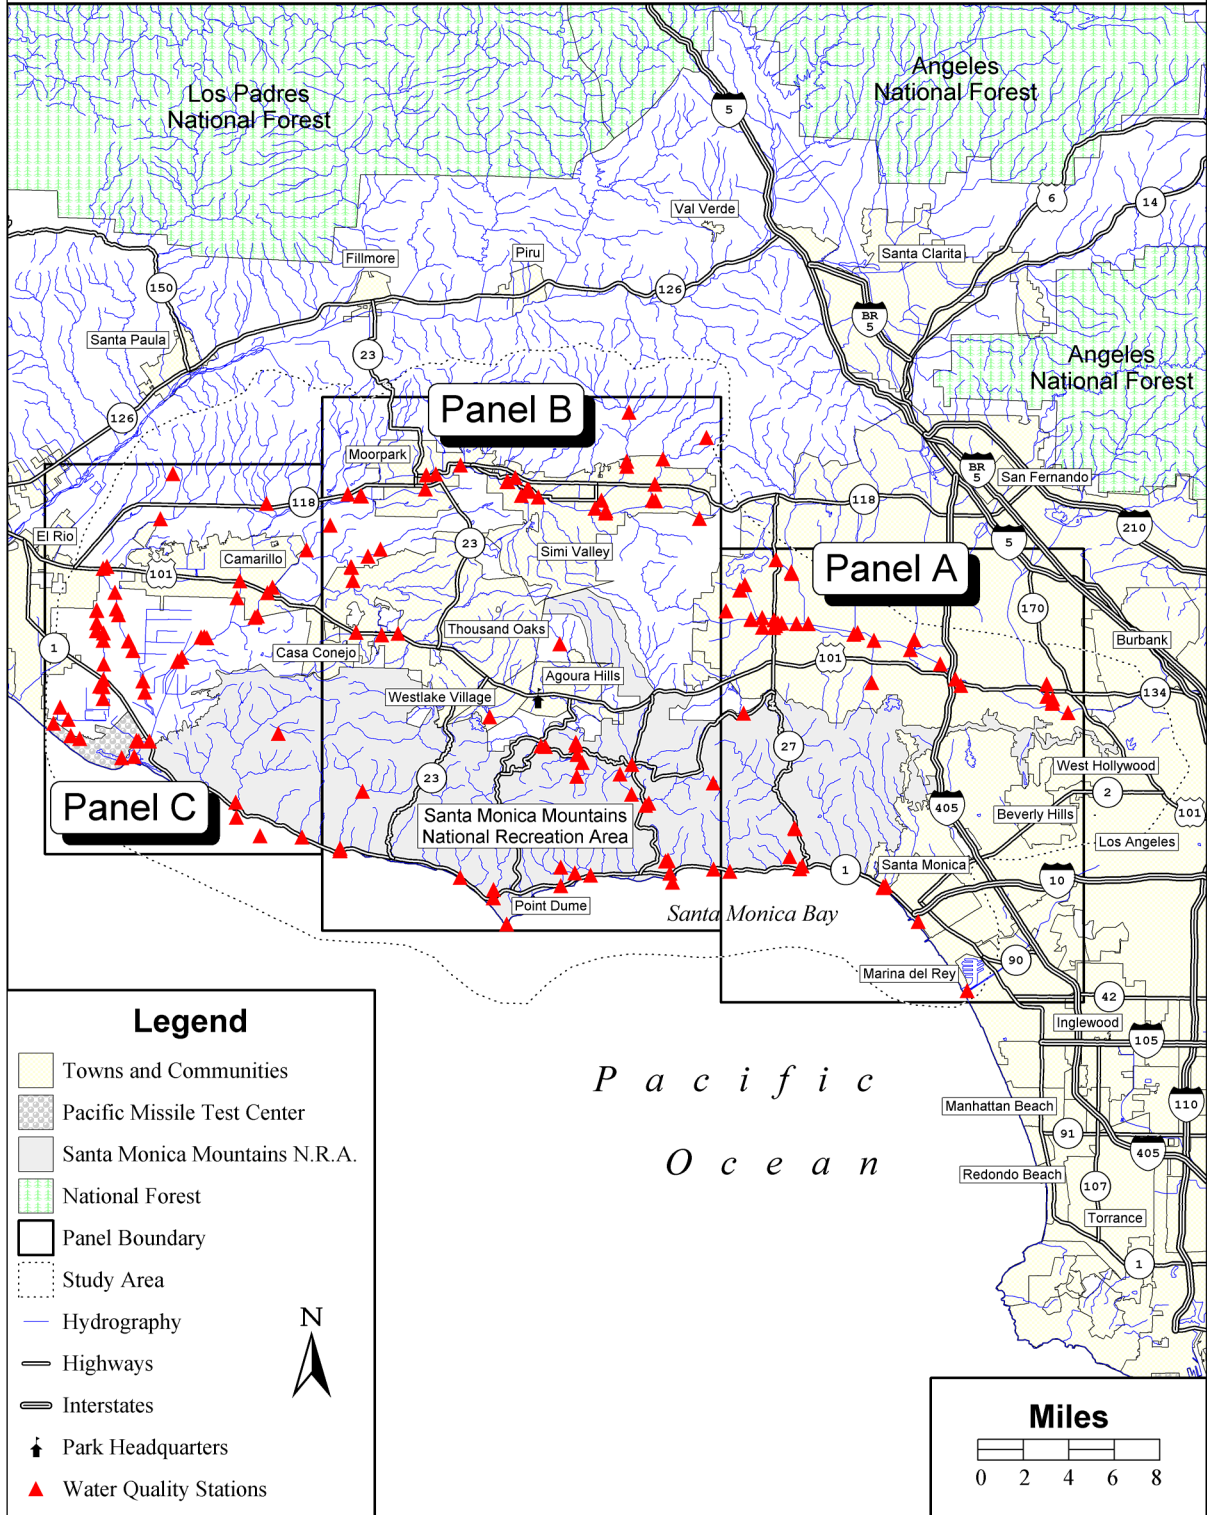 Los Padres
National Forest
Angeles
National Forest
5
6
14
Val Verde
Santa Clarita
Fillmore
Piru
150
126
BR
5
Santa Paula
23
Angeles
National Forest
126
Panel B
Moorpark
BR
5
San Fernando
118
118
210
El Rio
Camarillo
23
Simi Valley
5
101
Panel A
170
Thousand Oaks
Burbank
1
Casa Conejo
101
Agoura Hills
134
Westlake Village
27
23
West Hollywood
2
Panel C
405
Beverly Hills
101
Santa Monica Mountains
National Recreation Area
Los Angeles
Santa Monica
1
10
Point Dume
Santa Monica Bay
90
Marina del Rey
42
Inglewood
105
Pacific
Ocean
Manhattan Beach
110
91
405
Redondo Beach
107
Torrance
1
Legend
Towns and Communities
Pacific Missile Test Center
Santa Monica Mountains N.R.A.
National Forest
Panel Boundary
Study Area
Hydrography
Highways
Interstates
Park Headquarters
Water Quality Stations
N
Miles
0 2 4 6 8